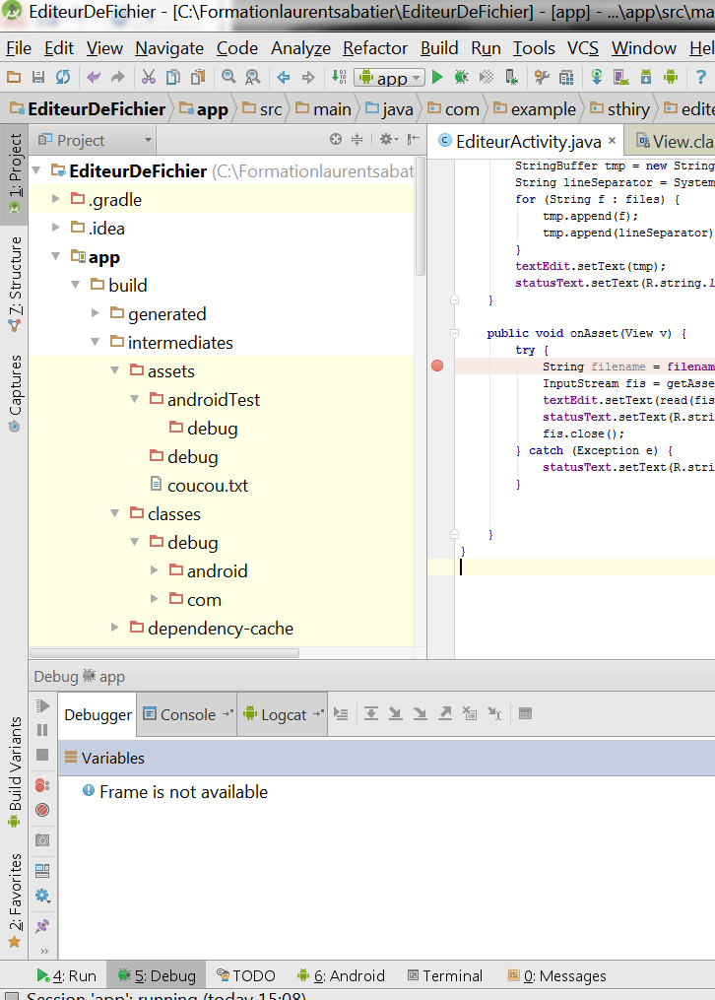 EditeurDeFichier - [C:\Formationlaurentsabatier\EditeurDeFichier] - [app] - ...\app\src\ma
File Edit View Navigate Code Analyze Refactor Build Run Tools VCS Window Hel
app
EditeurDeFichier app src main java com example sthiry edite
1: Project
7: Structure
Captures
Build Variants
2: Favorites
Project
EditeurDeFichier (C:\Formationlaurentsabat
.gradle
.idea
app
build
generated
intermediates
assets
androidTest
debug
debug
coucou.txt
classes
debug
android
com
dependency-cache
EditeurActivity.java × View.cla
StringBuffer tmp = new String
String lineSeparator = System
for (String f : files) {
tmp.append(f);
tmp.append(lineSeparator)
}
textEdit.setText(tmp);
statusText.setText(R.string.l
}
public void onAsset(View v) {
try {
String filename = filenam
InputStream fis = getAsse
textEdit.setText(read(fis
statusText.setText(R.stri
fis.close();
} catch (Exception e) {
statusText.setText(R.stri
}
}
}
Debug app
Debugger Console Logcat
Variables
Frame is not available
4: Run 5: Debug TODO 6: Android Terminal 0: Messages
Session 'app': running (today 15:08)